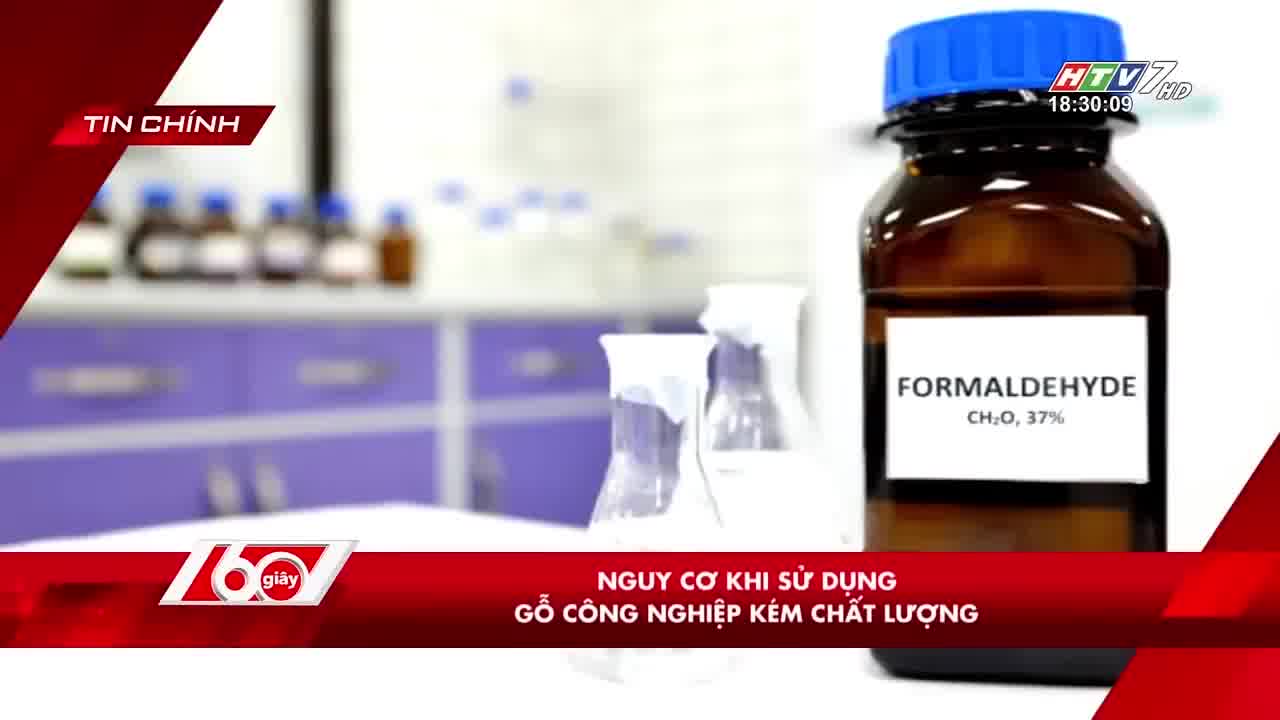 TIN CHÍNH
HTV7 HD
18:30:09
FORMALDEHYDE
CH₂O, 37%
60 giây
NGUY CƠ KHI SỬ DỤNG
GỖ CÔNG NGHIỆP KÉM CHẤT LƯỢNG